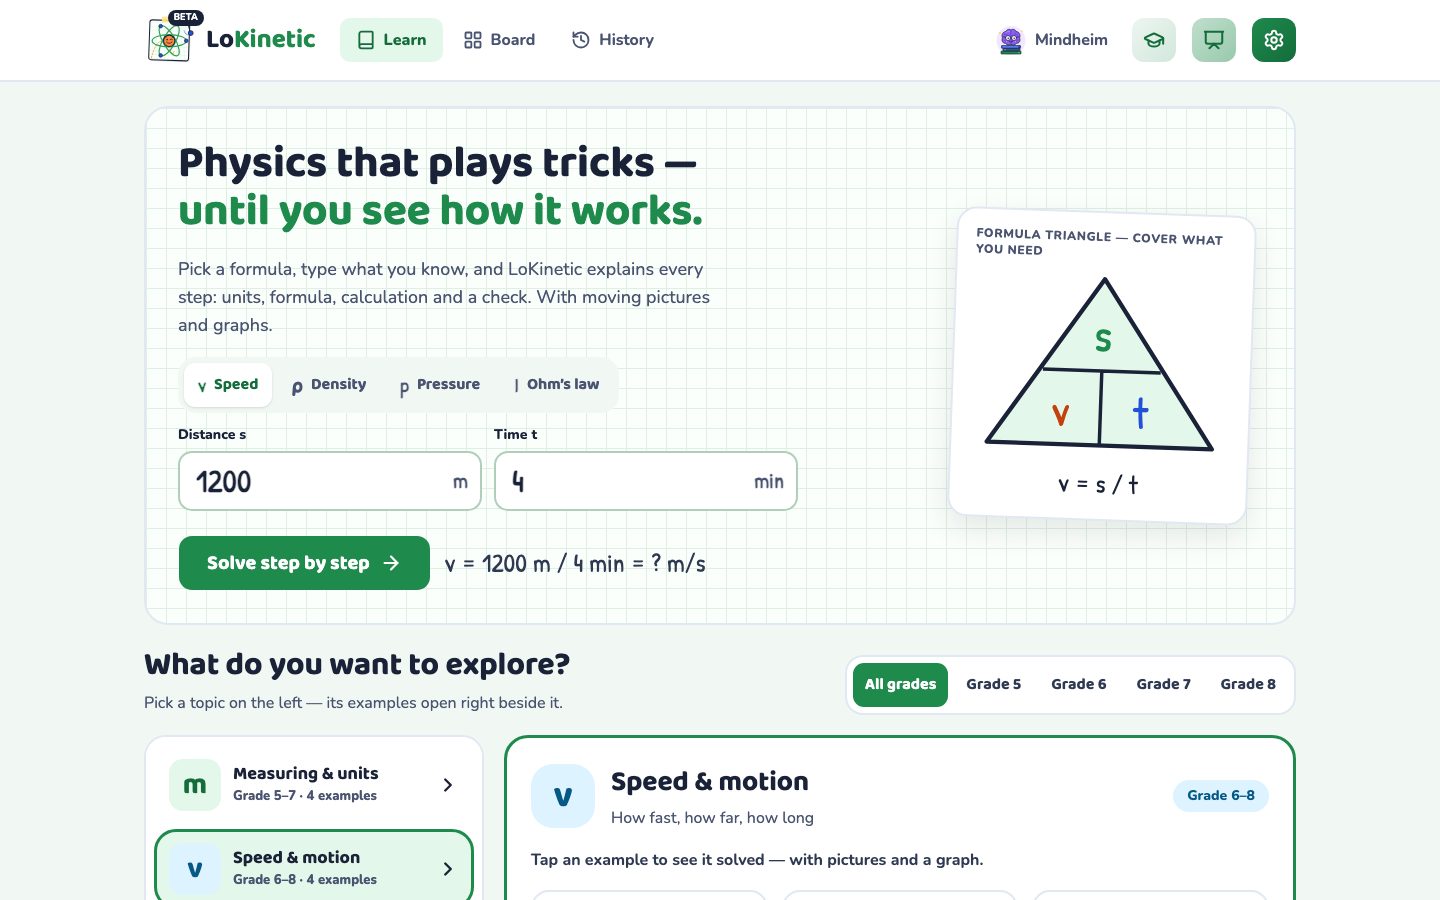 BETA
LoKinetic
Learn
Board
History
Mindheim
Physics that plays tricks —
until you see how it works.
Pick a formula, type what you know, and LoKinetic explains every
step: units, formula, calculation and a check. With moving pictures
and graphs.
v Speed
ρ Density
p Pressure
I Ohm's law
Distance s
Time t
1200 m
4 min
Solve step by step →
v = 1200 m / 4 min = ? m/s
FORMULA TRIANGLE — COVER WHAT
YOU NEED
s
v
t
v = s / t
What do you want to explore?
Pick a topic on the left — its examples open right beside it.
All grades
Grade 5
Grade 6
Grade 7
Grade 8
m
Measuring & units
Grade 5–7 · 4 examples
v
Speed & motion
Grade 6–8 · 4 examples
v
Speed & motion
How fast, how far, how long
Grade 6–8
Tap an example to see it solved — with pictures and a graph.